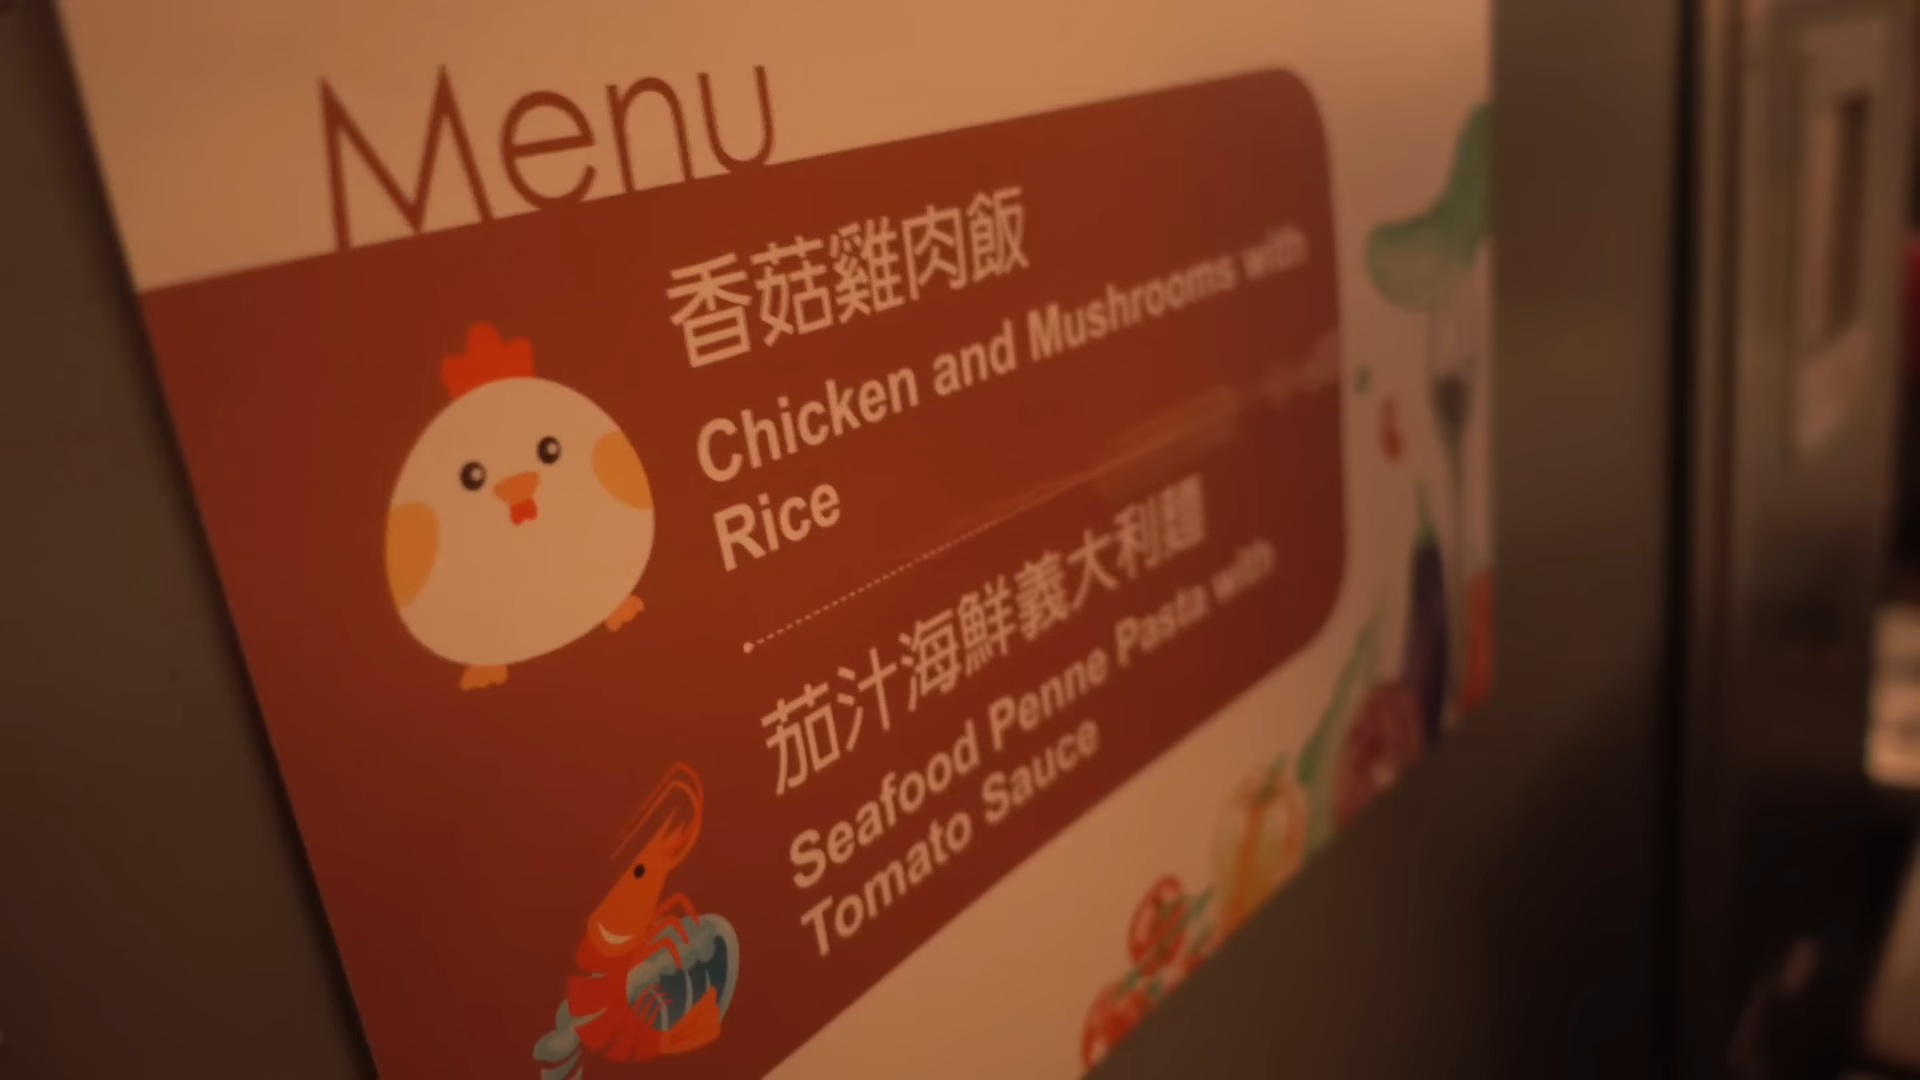 Menu
香菇雞肉飯
Chicken and Mushrooms with
Rice
茄汁海鮮義大利麵
Seafood Penne Pasta with
Tomato Sauce